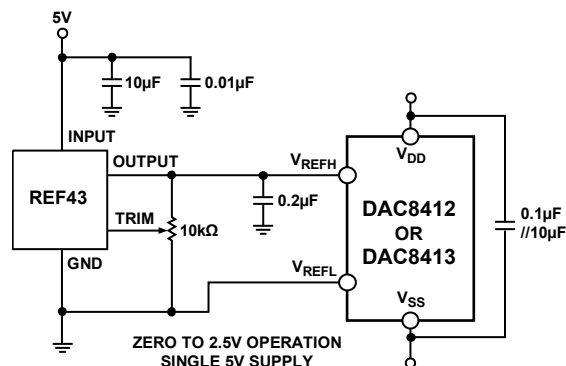 5V
10µF
0.01µF
INPUT
OUTPUT
REF43
TRIM
GND
10kΩ
0.2µF
VREFH
VREFL
VDD
DAC8412
OR
DAC8413
VSS
0.1µF
//10µF
ZERO TO 2.5V OPERATION
SINGLE 5V SUPPLY